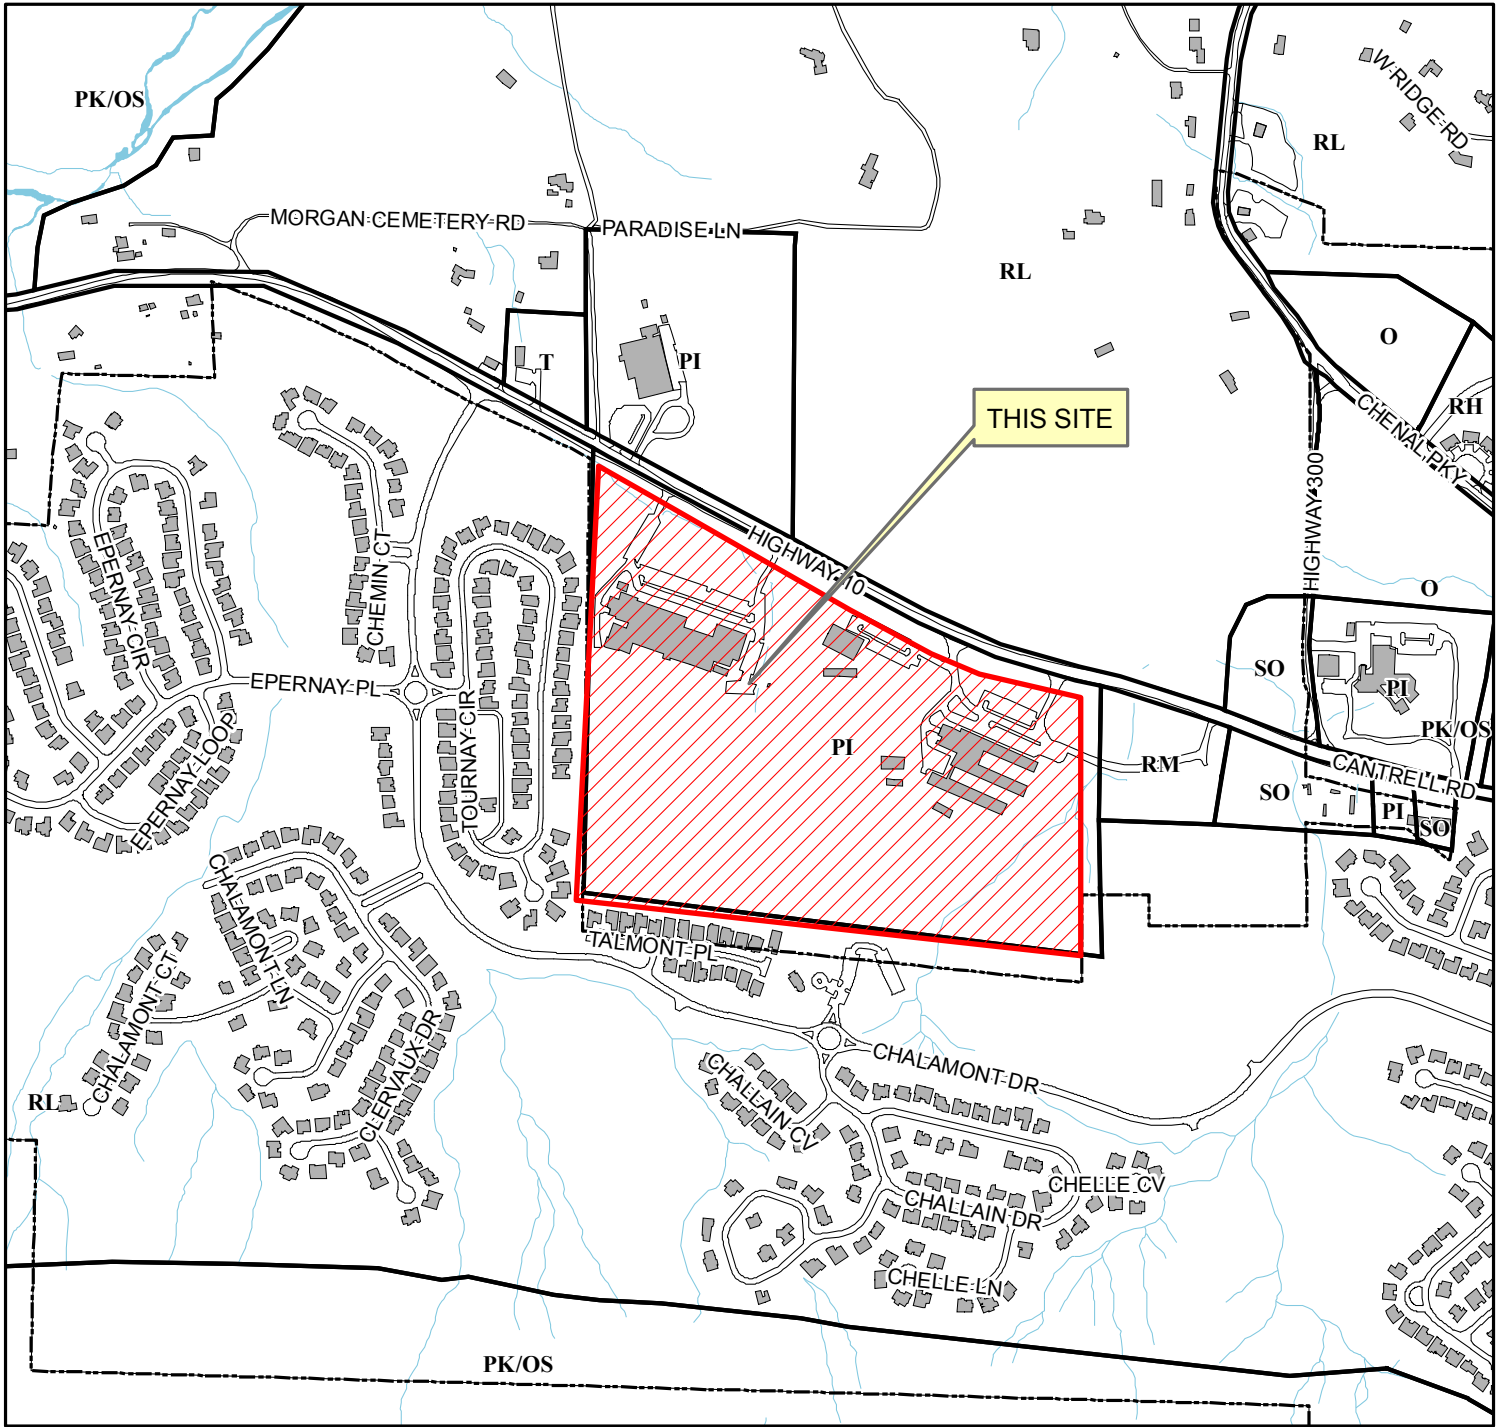 PK/OS
W RIDGE RD
RL
MORGAN CEMETERY RD
PARADISE LN
RL
O
T
PI
THIS SITE
RH
CHENAL PKY
HIGHWAY 300
EPERNAY CIR
CHEMIN CT
HIGHWAY 10
O
SO
EPERNAY PL
PI
EPERNAY LOOP
TOURNAY CIR
PI
PK/OS
RM
CANTRELL RD
SO
PI
SO
CHALAMONT LN
TALMONT PL
CHALAMONT CT
CLERVAUX DR
CHALAMONT DR
RL
CHALLAIN CV
CHELLE CV
CHALLAIN DR
CHELLE LN
PK/OS